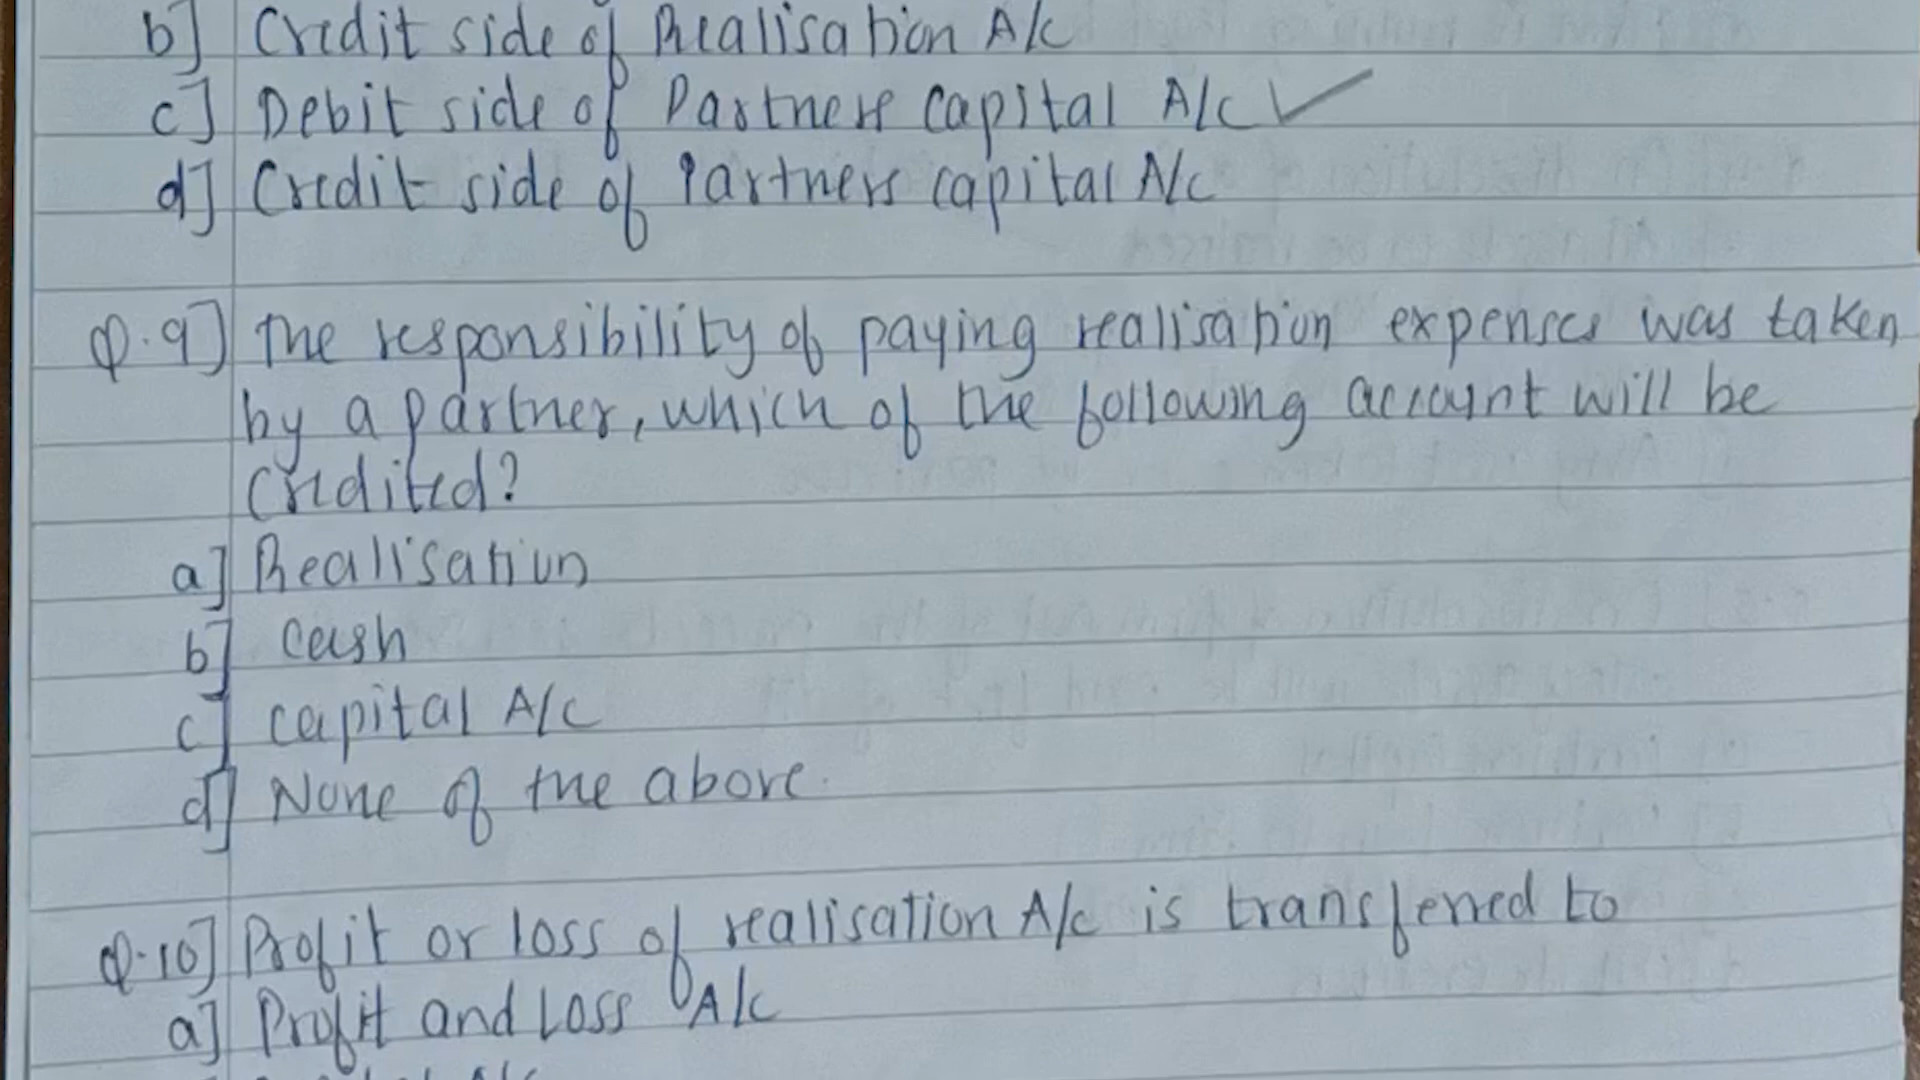 b] Credit side of Realisation A/c
c] Debit side of Partners capital A/c ✓
d] Credit side of Partners capital A/c
Q.9] The responsibility of paying realisation expenses was taken
by a partner, which of the following account will be
credited?
a] Realisation
b] cash
c] capital A/c
d] None of the above.
Q.10] Profit or loss of realisation A/c is transferred to
a] Profit and Loss A/c